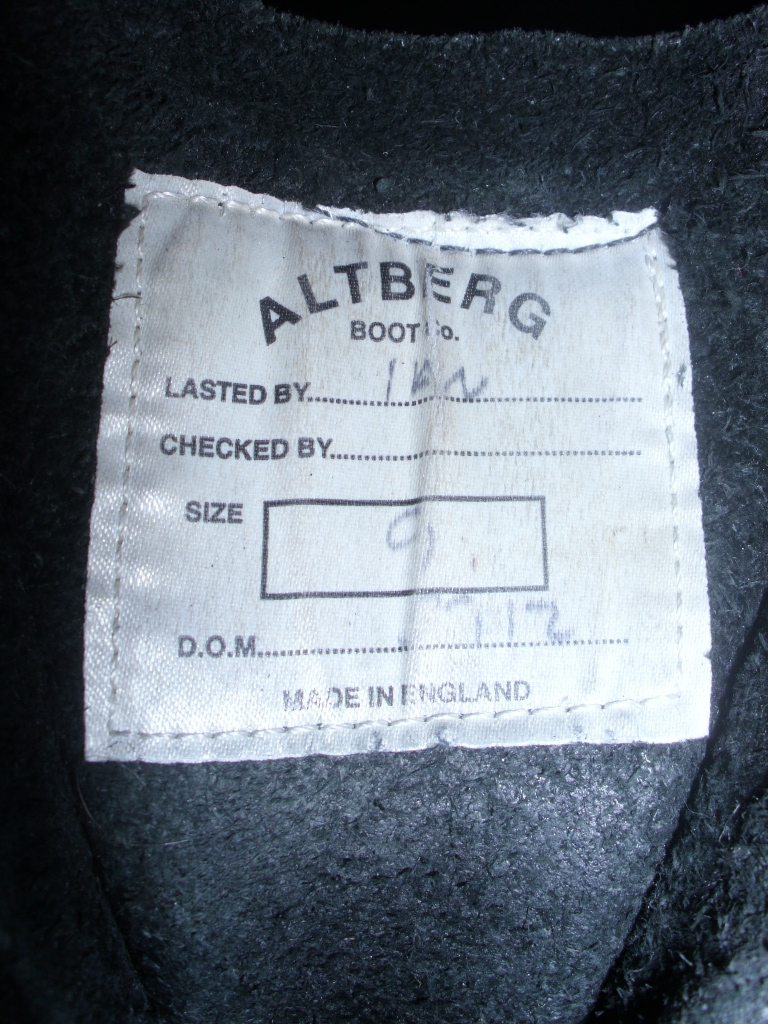 ALTBERG
BOOT Co.
LASTED BY IAN
CHECKED BY
SIZE 9
D.O.M.
MADE IN ENGLAND